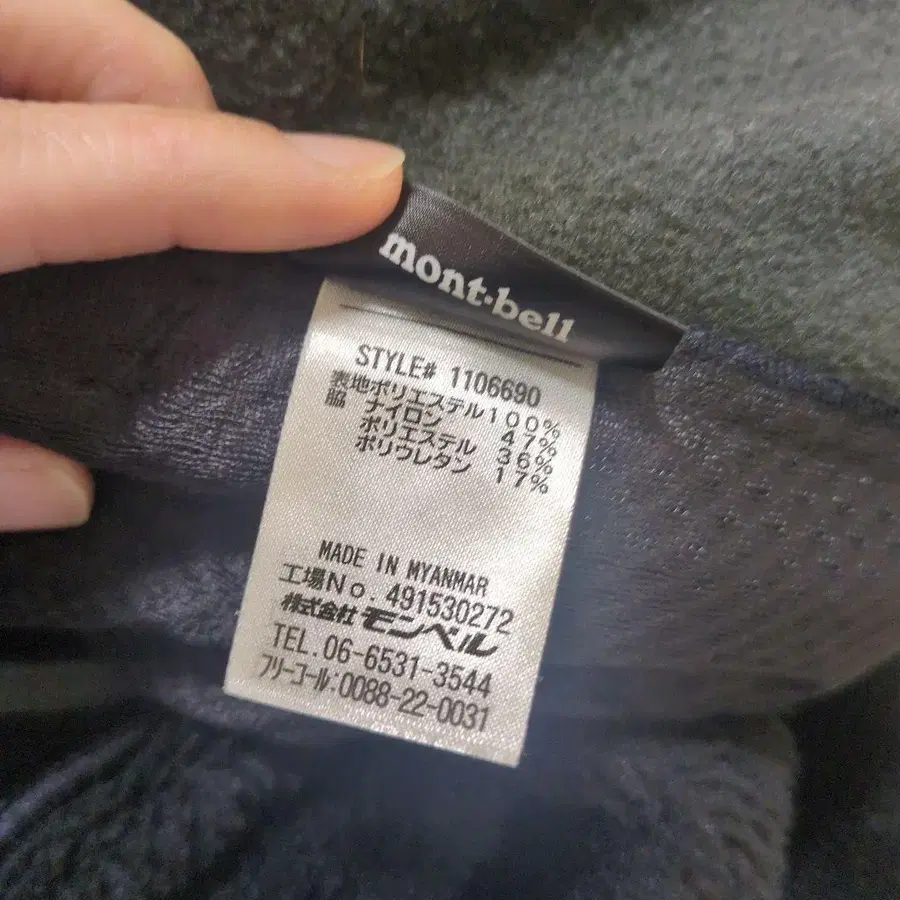 mont·bell
STYLE# 1106690
表地ポリエステル100%
脇 ナイロン 47%
ポリエステル 36%
ポリウレタン 17%
MADE IN MYANMAR
工場No. 491530272
株式会社モンベル
TEL. 06-6531-3544
フリーコール:0088-22-0031